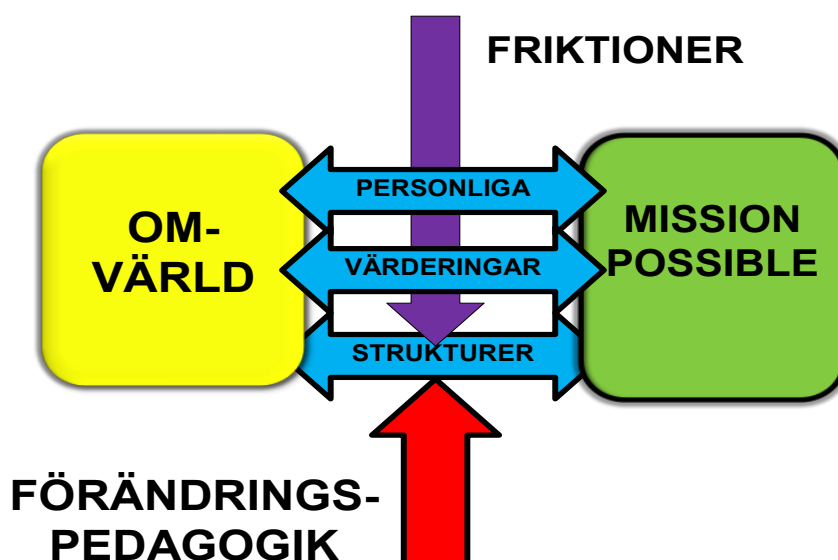 FRIKTIONER
PERSONLIGA
OM-
VÄRLD
VÄRDERINGAR
MISSION
POSSIBLE
STRUKTURER
FÖRÄNDRINGS-
PEDAGOGIK